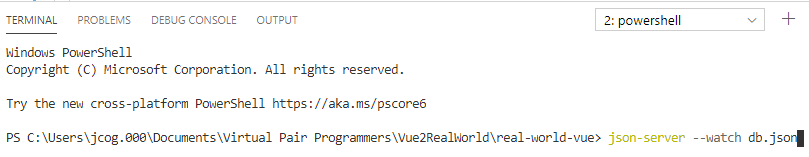 TERMINAL PROBLEMS DEBUG CONSOLE OUTPUT 2: powershell
Windows PowerShell
Copyright (C) Microsoft Corporation. All rights reserved.
Try the new cross-platform PowerShell https://aka.ms/pscore6
PS C:\Users\jcog.000\Documents\Virtual Pair Programmers\Vue2RealWorld\real-world-vue> json-server --watch db.json